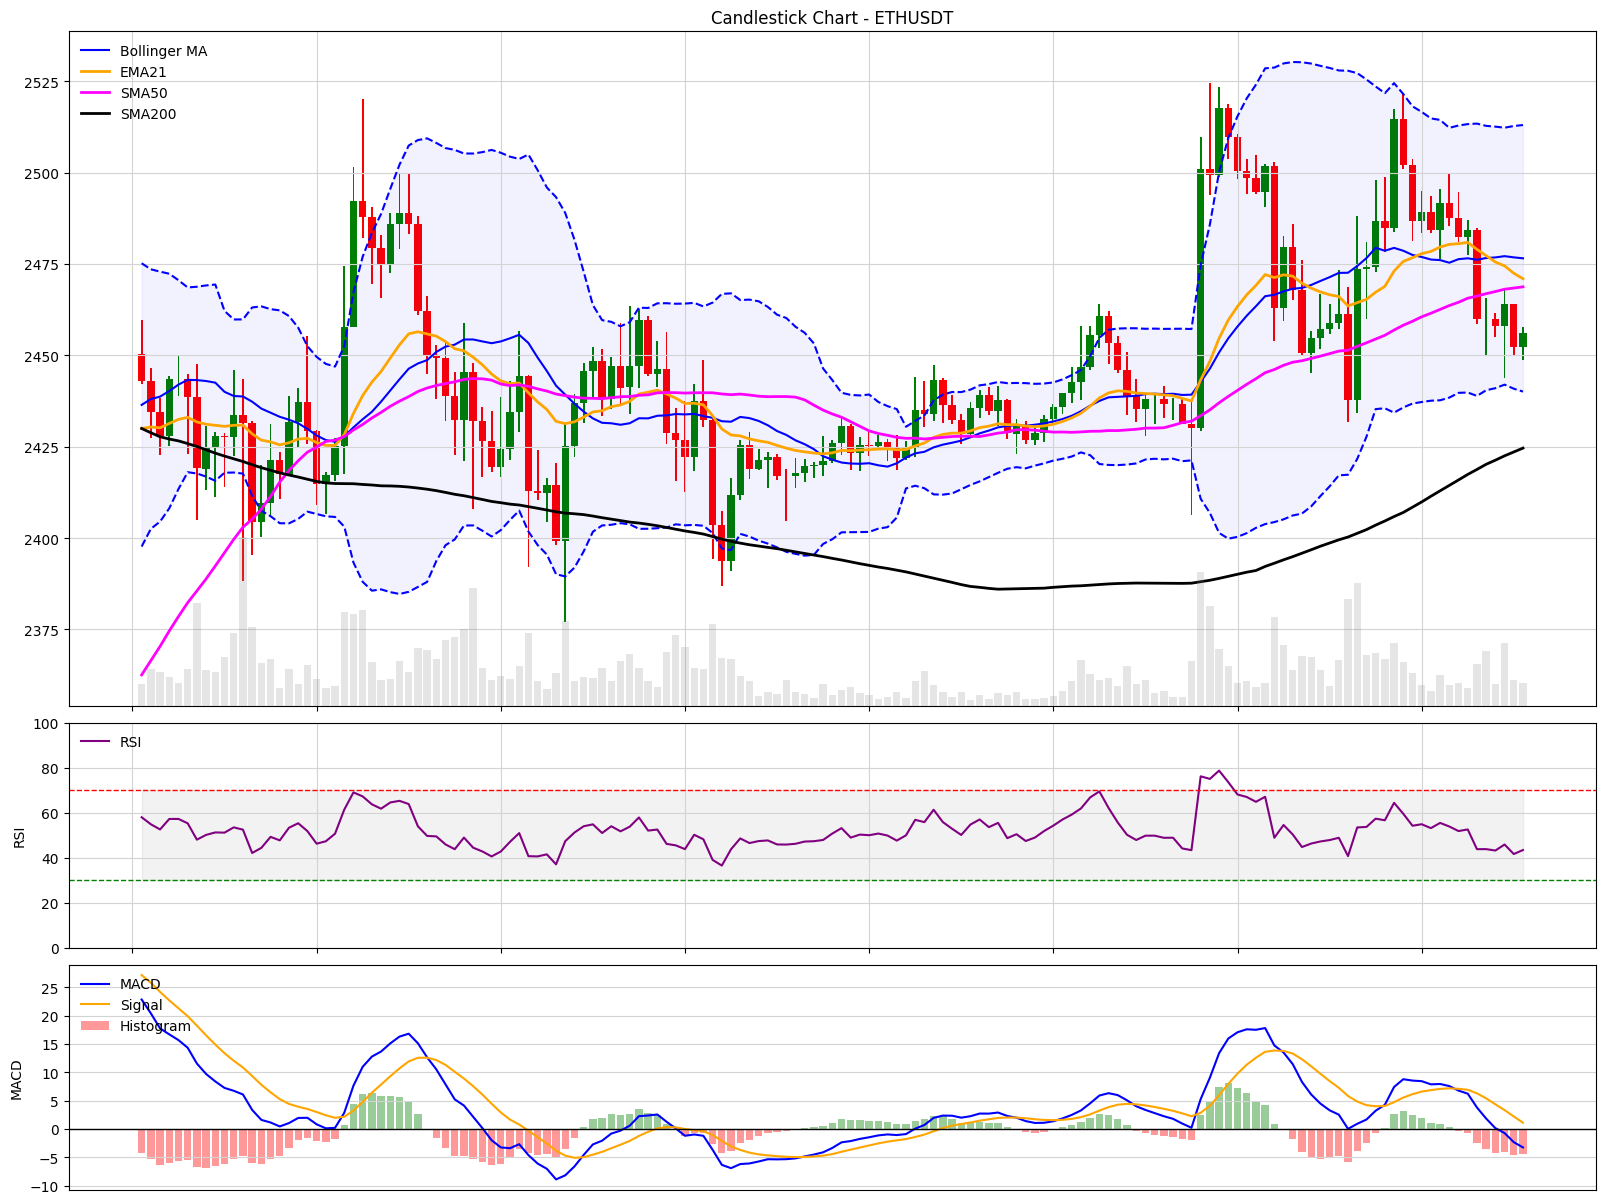 Candlestick Chart - ETHUSDT
Bollinger MA
EMA21
SMA50
SMA200
2525
2500
2475
2450
2425
2400
2375
RSI
100
80
60
40
20
0
RSI
MACD
Signal
Histogram
25
20
15
10
5
0
−5
−10
MACD